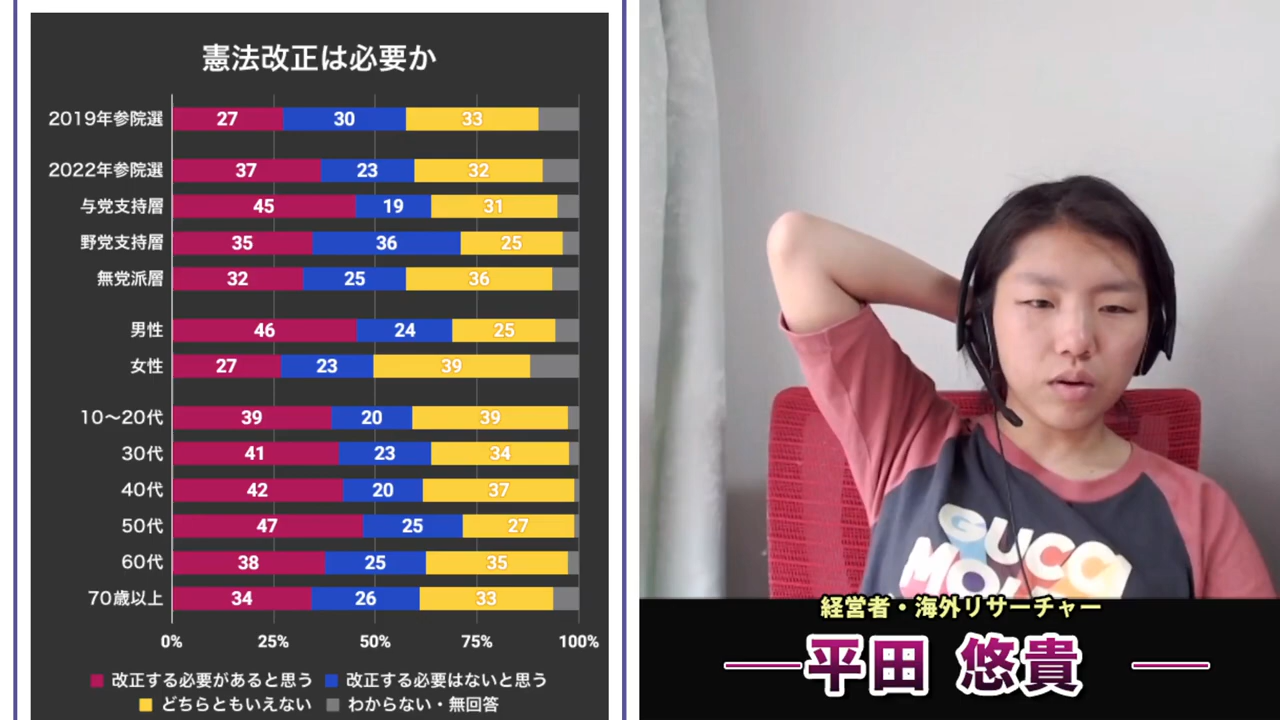 憲法改正は必要か
2019年参院選 27 30 33
2022年参院選 37 23 32
与党支持層 45 19 31
野党支持層 35 36 25
無党派層 32 25 36
男性 46 24 25
女性 27 23 39
10〜20代 39 20 39
30代 41 23 34
40代 42 20 37
50代 47 25 27
60代 38 25 35
70歳以上 34 26 33
0% 25% 50% 75% 100%
改正する必要があると思う 改正する必要はないと思う
どちらともいえない わからない・無回答
GUCCI
経営者・海外リサーチャー
平田 悠貴